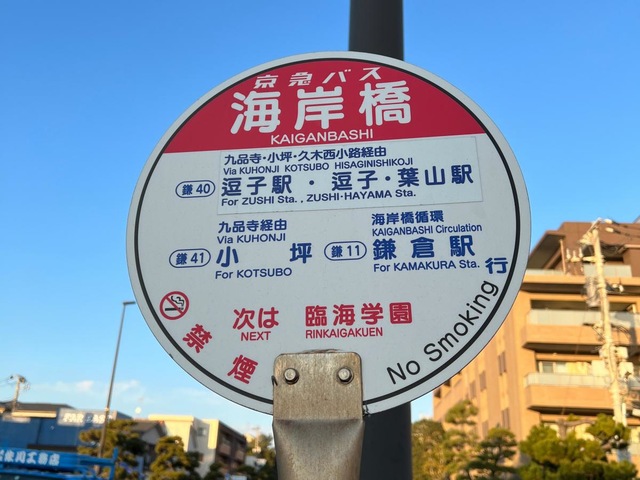 京急バス
海岸橋
KAIGANBASHI
九品寺・小坪・久木西小路経由
Via KUHONJI KOTSUBO HISAGINISHIKOJI
鎌40 逗子駅・逗子・葉山駅
For ZUSHI Sta. , ZUSHI-HAYAMA Sta.
九品寺経由
Via KUHONJI
鎌41 小坪
For KOTSUBO
海岸橋循環
KAIGANBASHI Circulation
鎌11 鎌倉駅
For KAMAKURA Sta.
行
次は 臨海学園
NEXT RINKAIGAKUEN
禁煙
No Smoking
工務店